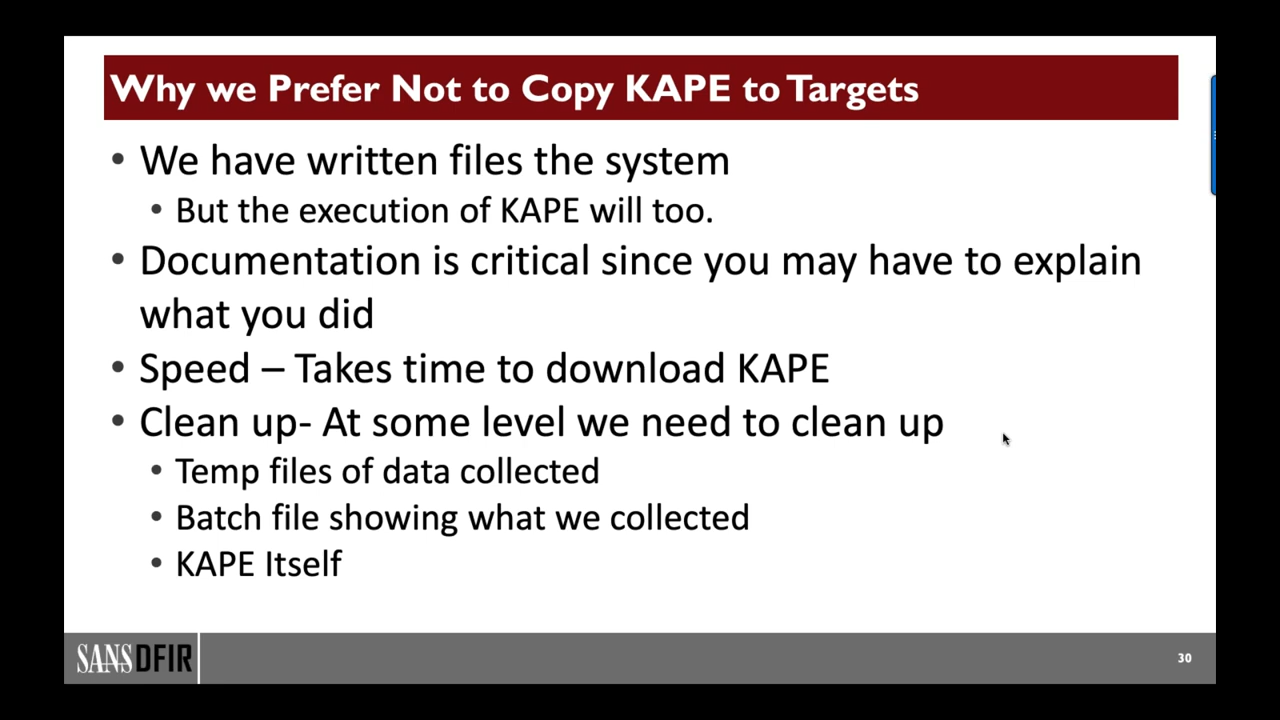 Why we Prefer Not to Copy KAPE to Targets
• We have written files the system
• But the execution of KAPE will too.
• Documentation is critical since you may have to explain
what you did
• Speed – Takes time to download KAPE
• Clean up- At some level we need to clean up
• Temp files of data collected
• Batch file showing what we collected
• KAPE Itself
SANS DFIR
30